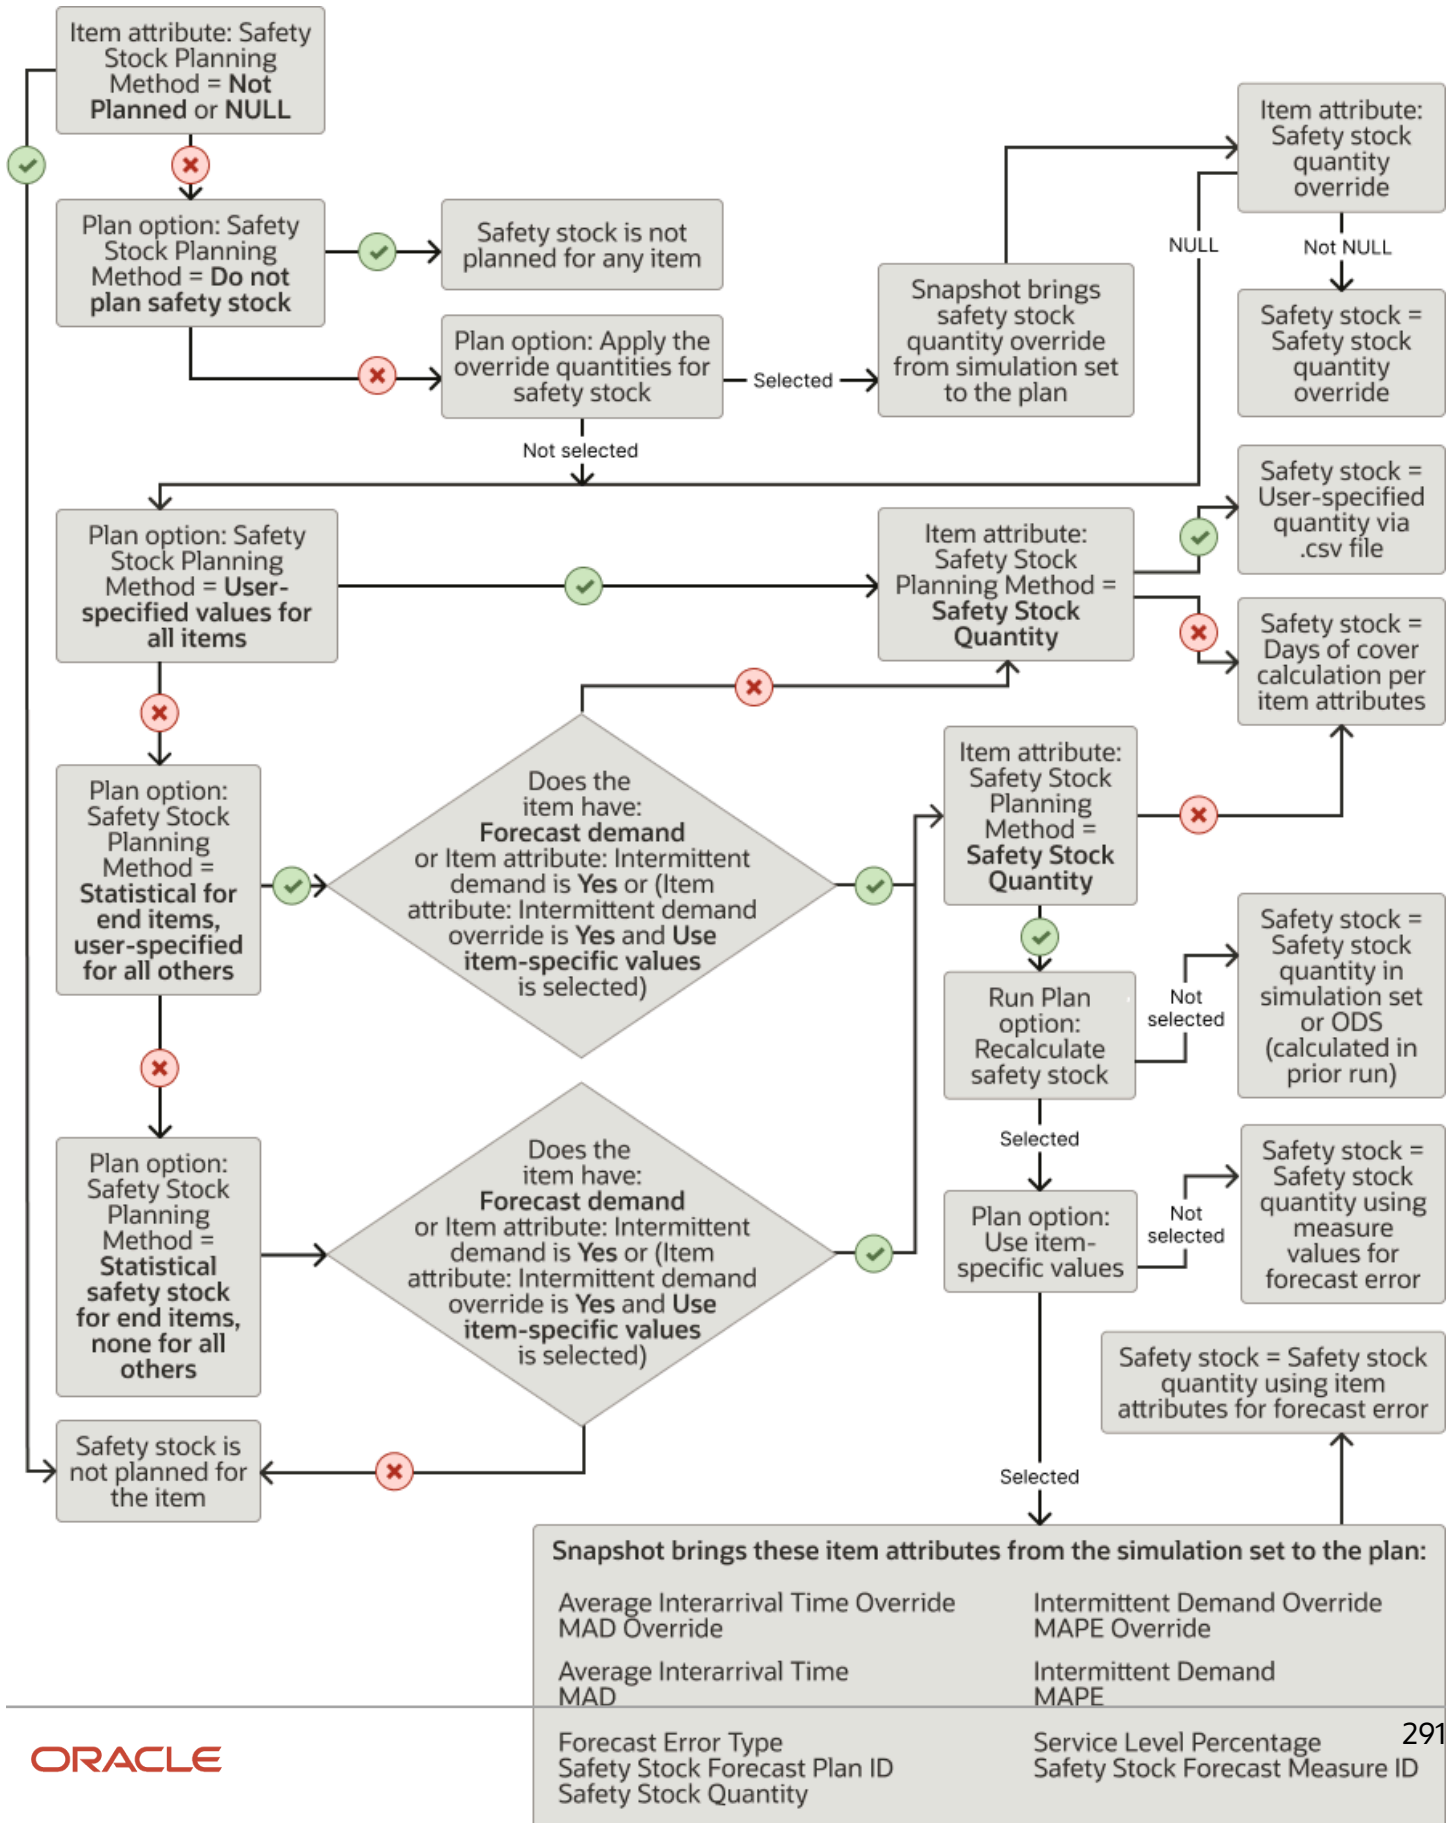 Item attribute: Safety
Stock Planning
Method = Not
Planned or NULL
Plan option: Safety
Stock Planning
Method = Do not
plan safety stock
Safety stock is not
planned for any item
Plan option: Apply the
override quantities for
safety stock
Selected
Not selected
Snapshot brings
safety stock
quantity override
from simulation set
to the plan
Item attribute:
Safety stock
quantity
override
NULL
Not NULL
Safety stock =
Safety stock
quantity
override
Plan option: Safety
Stock Planning
Method = User-
specified values for
all items
Item attribute:
Safety Stock
Planning Method =
Safety Stock
Quantity
Safety stock =
User-specified
quantity via
.csv file
Safety stock =
Days of cover
calculation per
item attributes
Plan option:
Safety Stock
Planning
Method =
Statistical for
end items,
user-specified
for all others
Does the
item have:
Forecast demand
or Item attribute: Intermittent
demand is Yes or (Item
attribute: Intermittent demand
override is Yes and Use
item-specific values
is selected)
Item attribute:
Safety Stock
Planning
Method =
Safety Stock
Quantity
Run Plan
option:
Recalculate
safety stock
Not
selected
Safety stock =
Safety stock
quantity in
simulation set
or ODS
(calculated in
prior run)
Selected
Plan option:
Safety Stock
Planning
Method =
Statistical
safety stock
for end items,
none for all
others
Does the
item have:
Forecast demand
or Item attribute: Intermittent
demand is Yes or (Item
attribute: Intermittent demand
override is Yes and Use
item-specific values
is selected)
Plan option:
Use item-
specific values
Not
selected
Safety stock =
Safety stock
quantity using
measure
values for
forecast error
Safety stock = Safety stock
quantity using item
attributes for forecast error
Safety stock is
not planned for
the item
Selected
Snapshot brings these item attributes from the simulation set to the plan:
Average Interarrival Time Override
MAD Override
Intermittent Demand Override
MAPE Override
Average Interarrival Time
MAD
Intermittent Demand
MAPE
Forecast Error Type
Safety Stock Forecast Plan ID
Safety Stock Quantity
Service Level Percentage
Safety Stock Forecast Measure ID
291
ORACLE